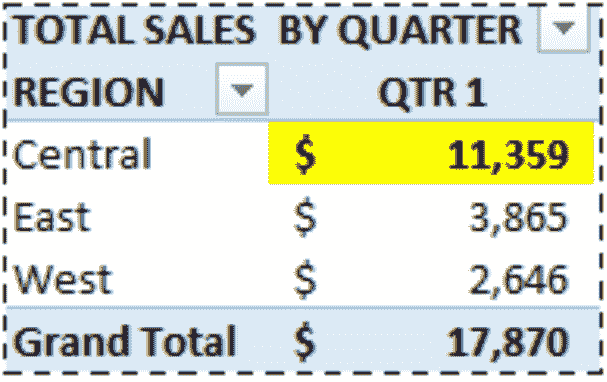 TOTAL SALES BY QUARTER
REGION QTR 1
Central $ 11,359
East $ 3,865
West $ 2,646
Grand Total $ 17,870